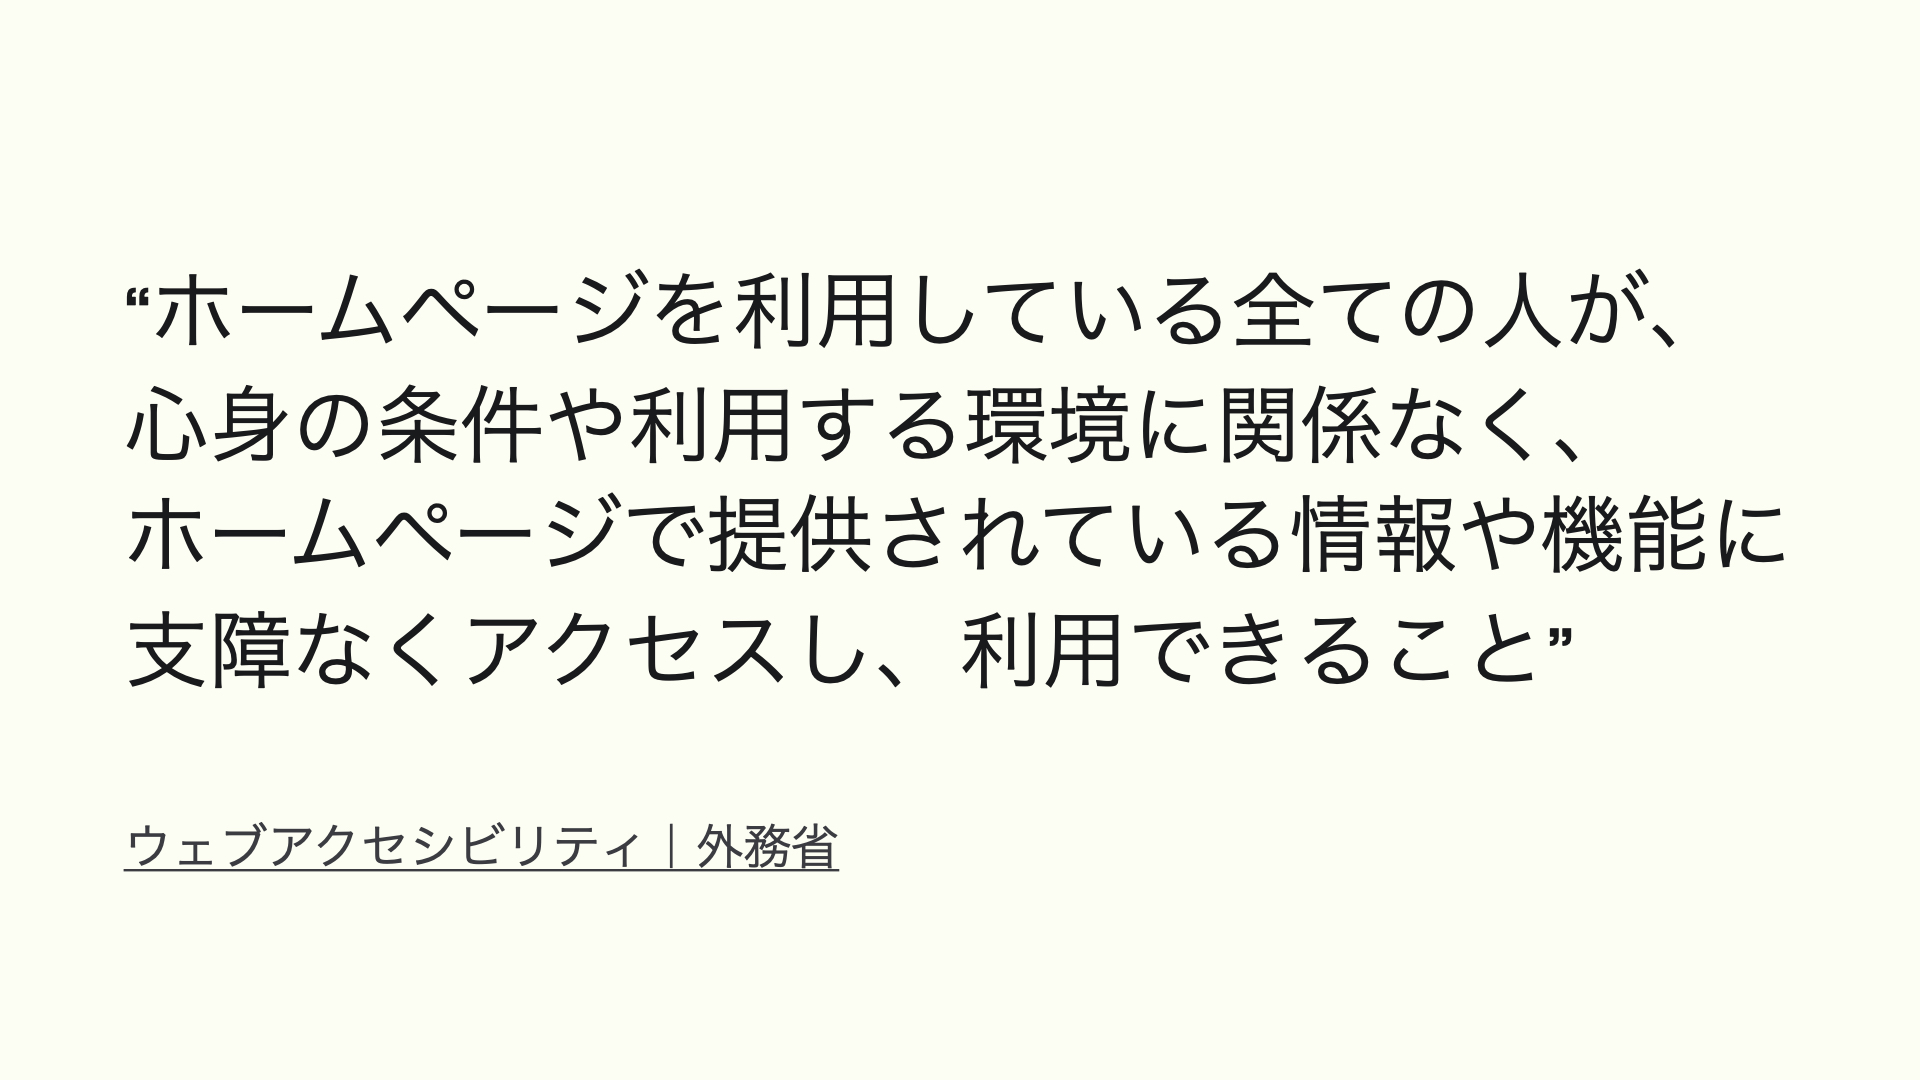 “ホームページを利用している全ての人が、
心身の条件や利用する環境に関係なく、
ホームページで提供されている情報や機能に
支障なくアクセスし、利用できること”
ウェブアクセシビリティ｜外務省